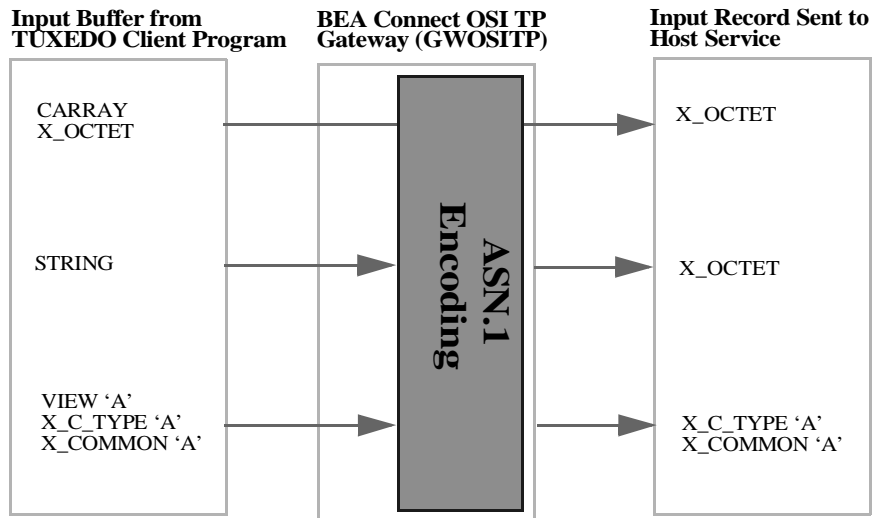 Input Buffer from
TUXEDO Client Program
BEA Connect OSI TP
Gateway (GWOSITP)
Input Record Sent to
Host Service
CARRAY
X_OCTET
X_OCTET
ASN.1
Encoding
STRING
X_OCTET
VIEW ‘A’
X_C_TYPE ‘A’
X_COMMON ‘A’
X_C_TYPE ‘A’
X_COMMON ‘A’